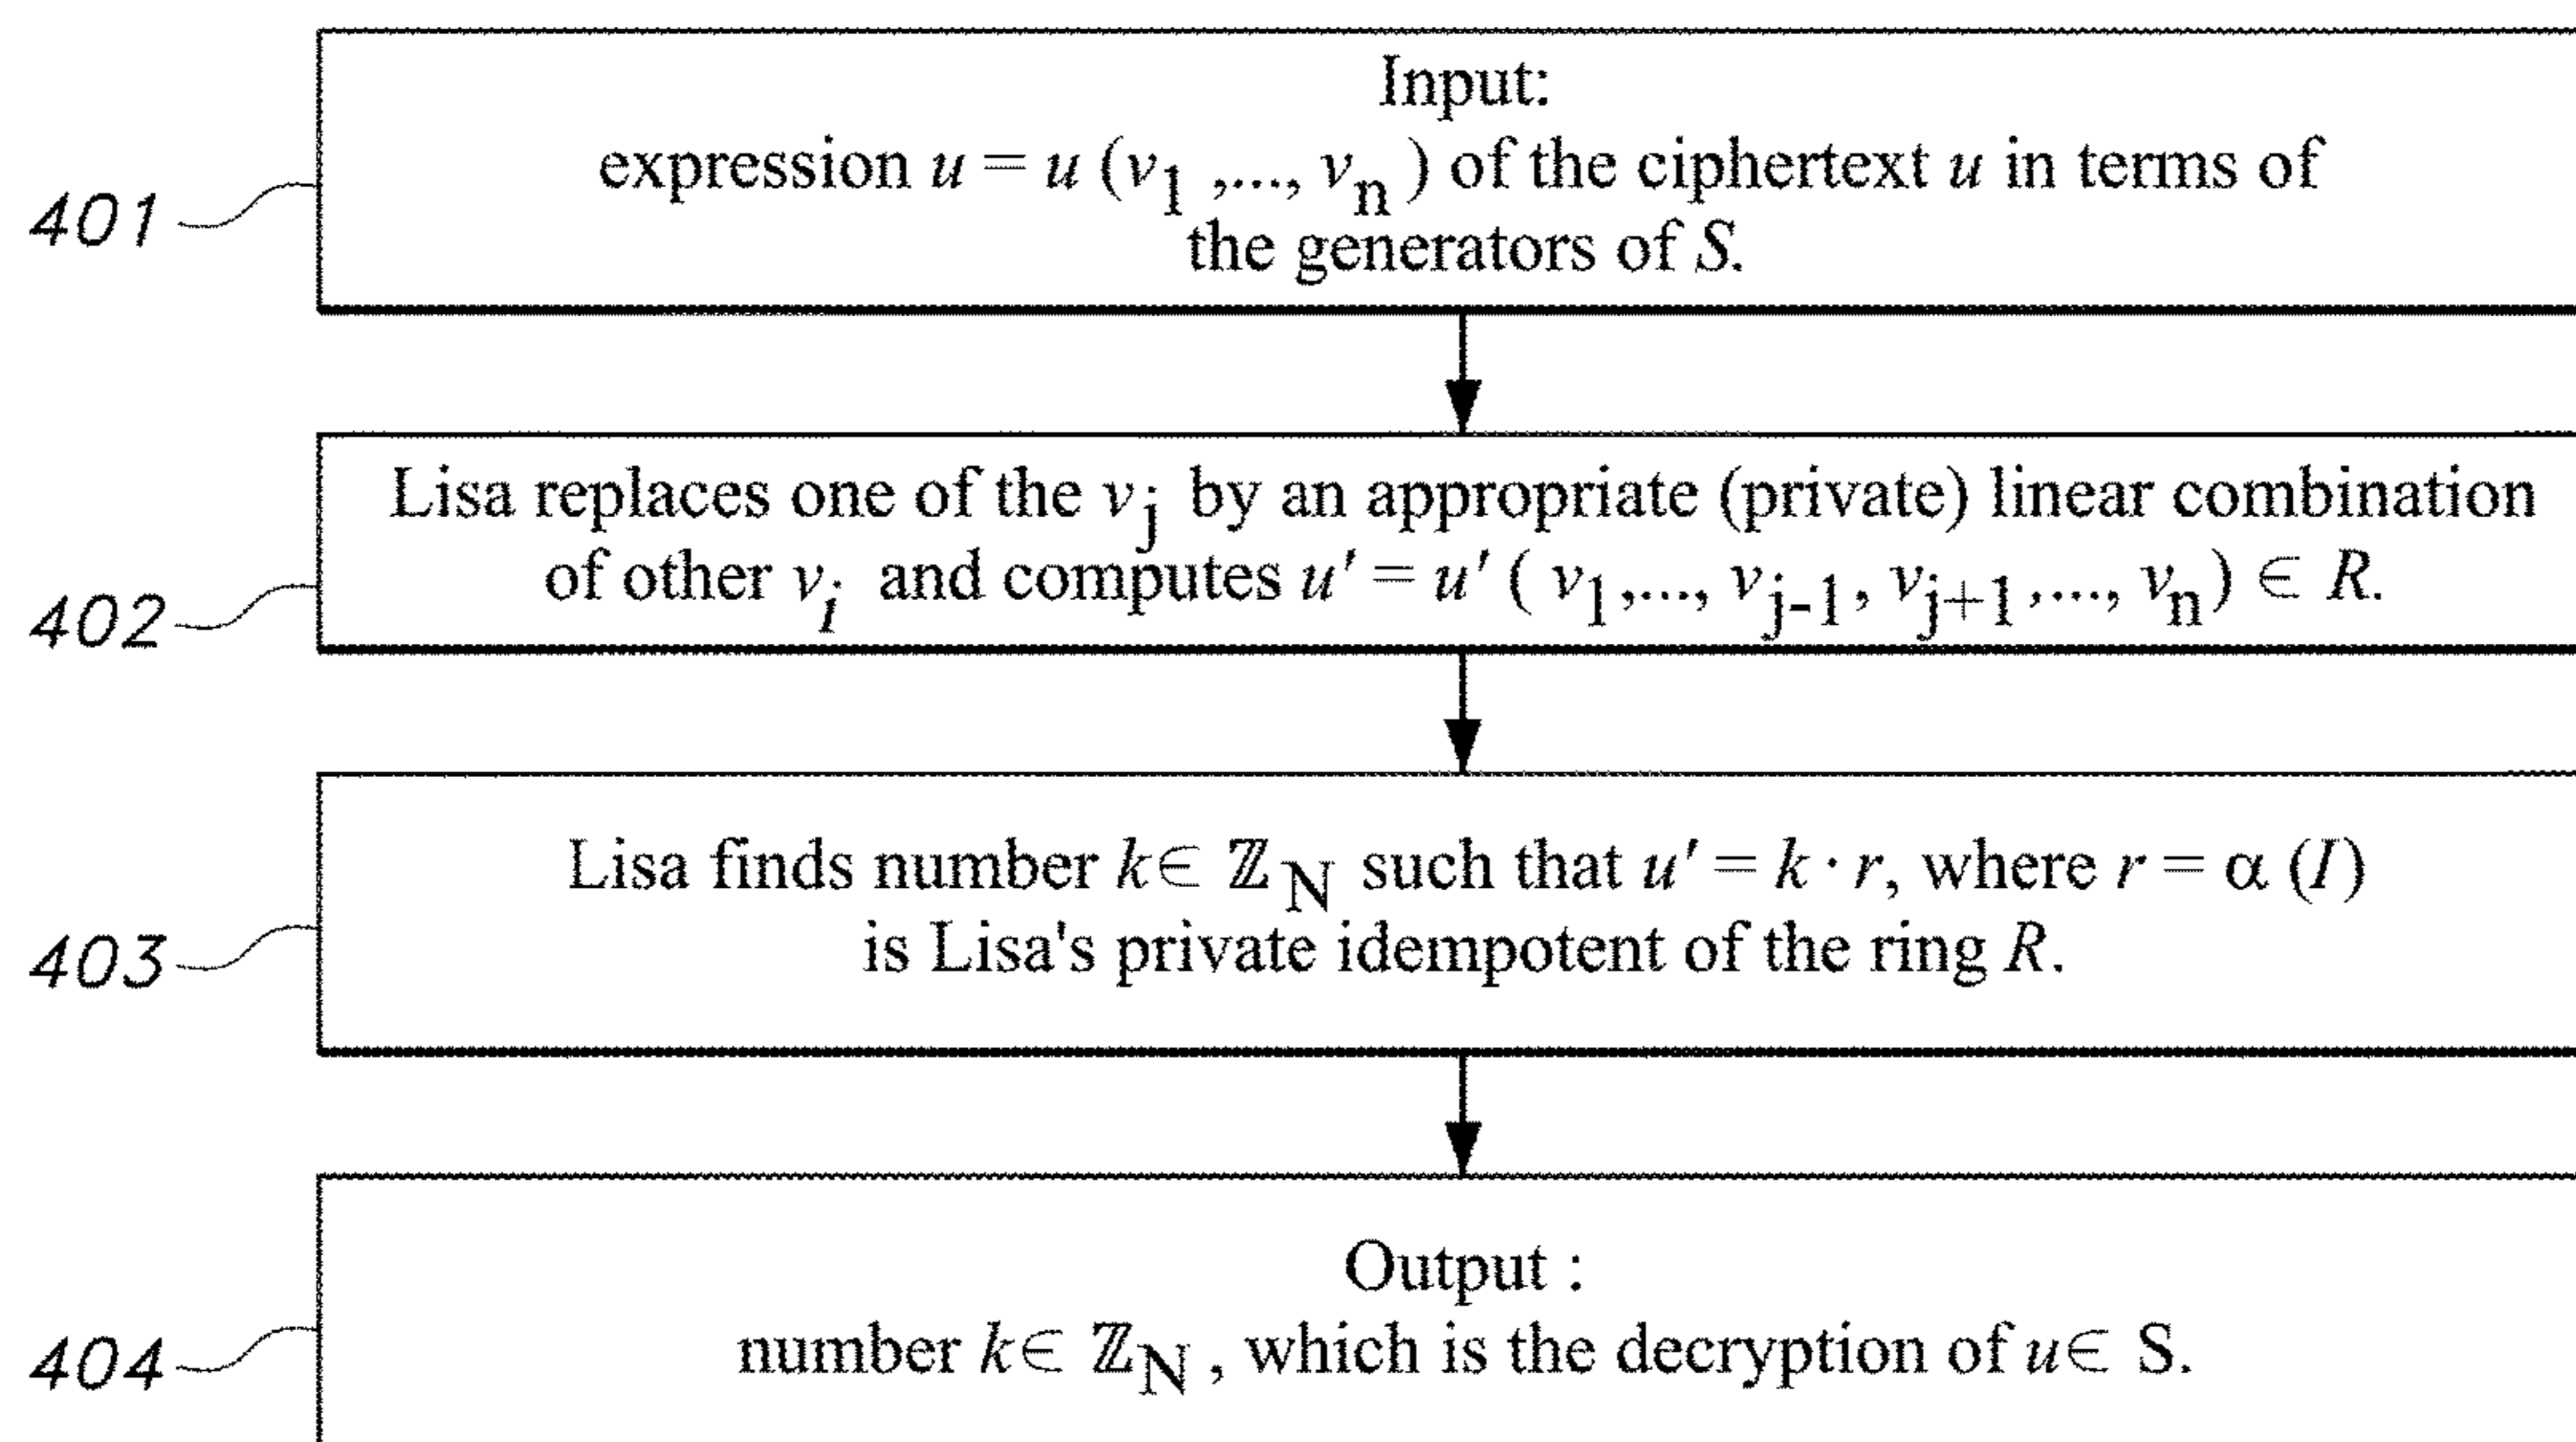 Input:
401 expression u = u (v₁ ,..., vₙ ) of the ciphertext u in terms of
the generators of S.
Lisa replaces one of the vⱼ by an appropriate (private) linear combination
402 of other vᵢ and computes u' = u' ( v₁ ,..., vⱼ₋₁ , vⱼ₊₁ ,..., vₙ ) ∈ R.
Lisa finds number k∈ ℤ_N such that u' = k · r, where r = α (I)
403 is Lisa's private idempotent of the ring R.
Output :
404 number k∈ ℤ_N , which is the decryption of u∈ S.